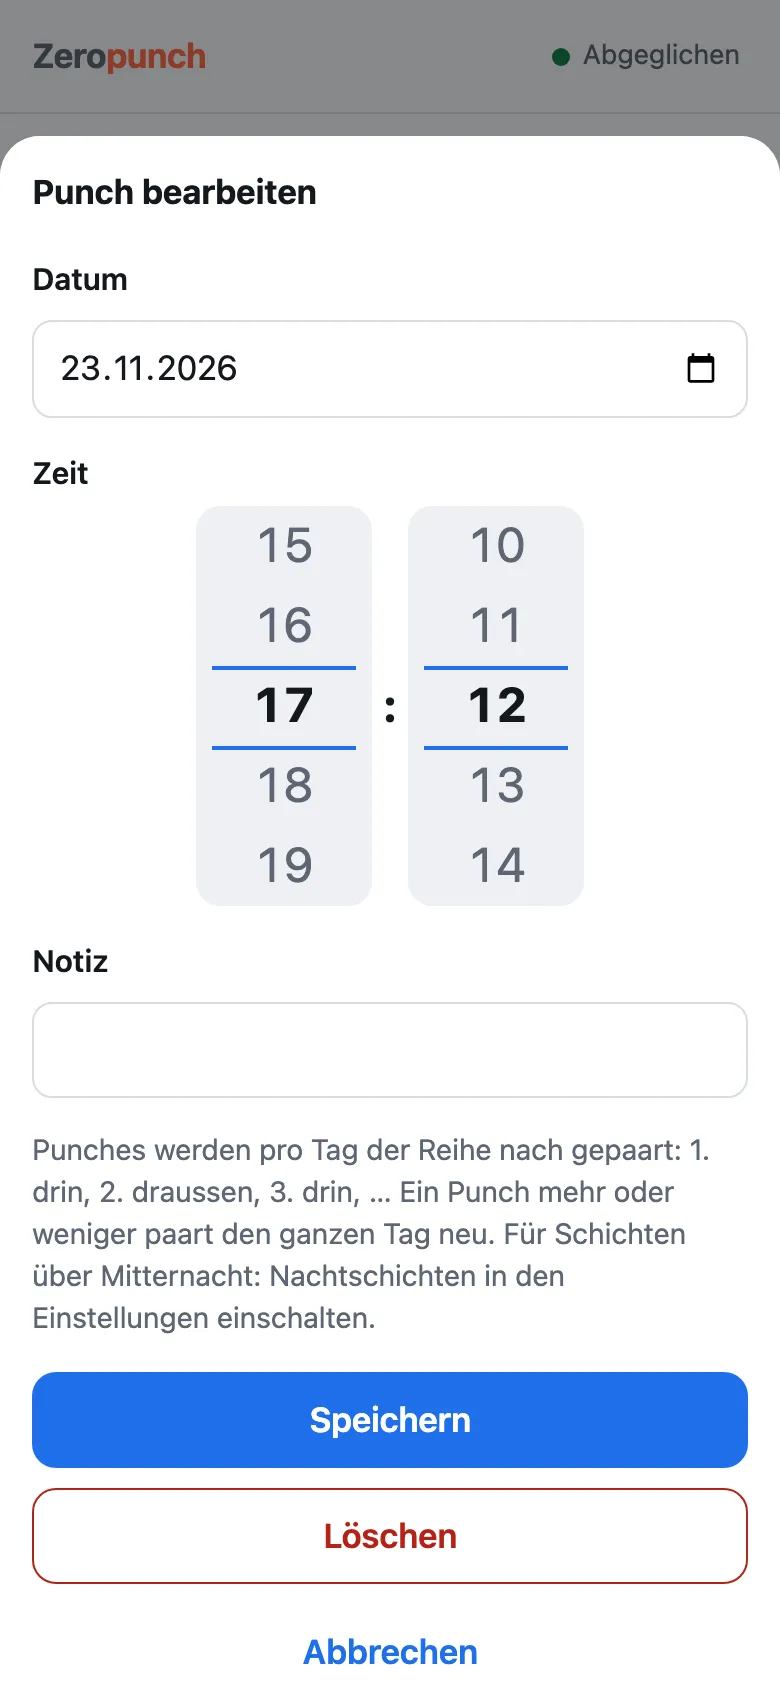 Zeropunch
Abgeglichen
Punch bearbeiten
Datum
23.11.2026
Zeit
15 10
16 11
17 : 12
18 13
19 14
Notiz
Punches werden pro Tag der Reihe nach gepaart: 1.
drin, 2. draussen, 3. drin, ... Ein Punch mehr oder
weniger paart den ganzen Tag neu. Für Schichten
über Mitternacht: Nachtschichten in den
Einstellungen einschalten.
Speichern
Löschen
Abbrechen